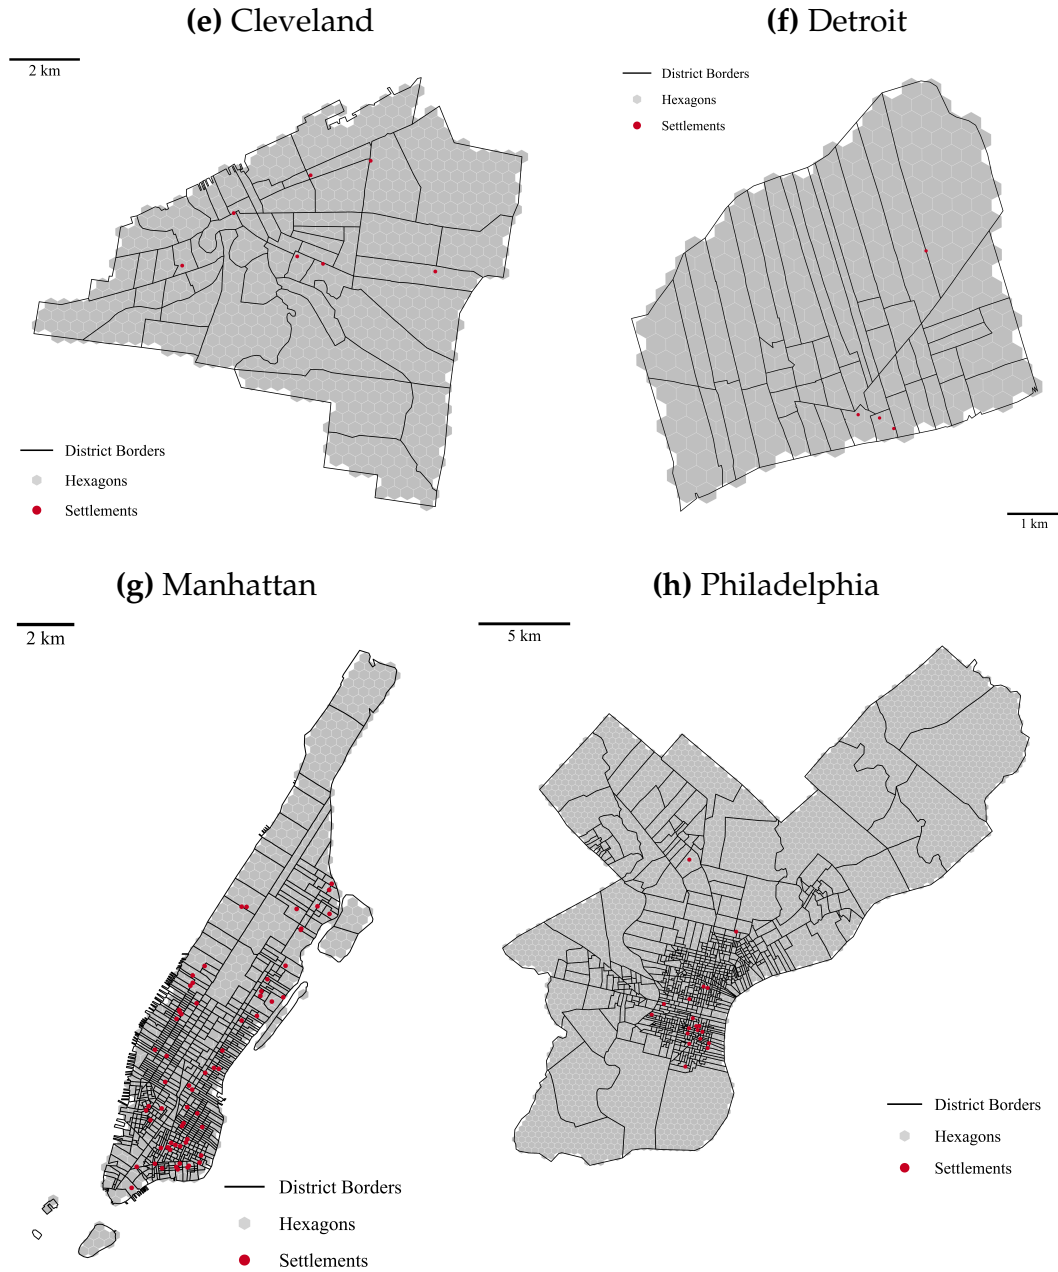 (e) Cleveland
2 km
District Borders
Hexagons
Settlements
(f) Detroit
District Borders
Hexagons
Settlements
1 km
(g) Manhattan
2 km
District Borders
Hexagons
Settlements
(h) Philadelphia
5 km
District Borders
Hexagons
Settlements